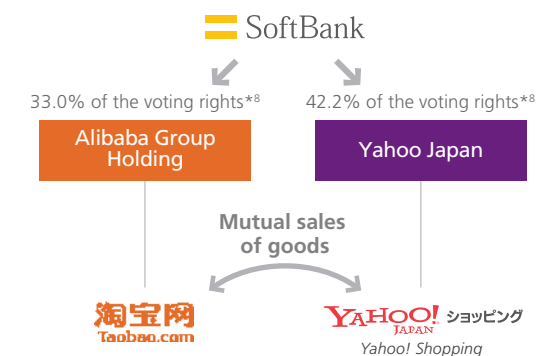 SoftBank
33.0% of the voting rights*8
42.2% of the voting rights*8
Alibaba Group
Holding
Yahoo Japan
Mutual sales
of goods
淘宝网
Taobao.com
YAHOO! ショッピング
JAPAN
Yahoo! Shopping